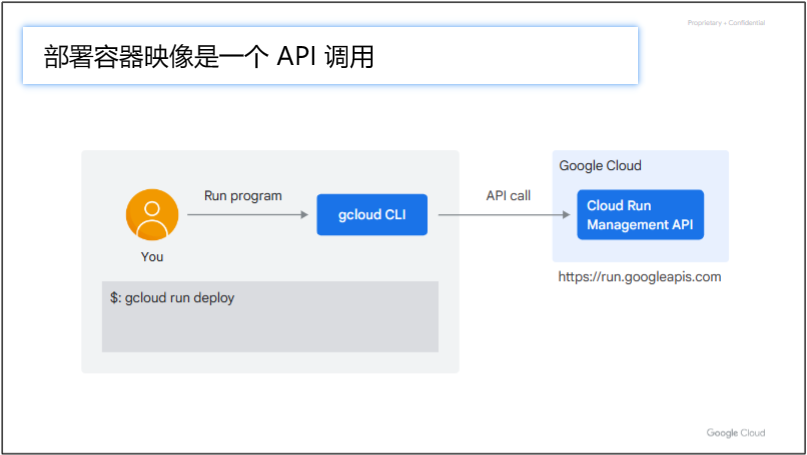 Proprietary + Confidential
部署容器映像是一个 API 调用
Google Cloud
Run program
API call
gcloud CLI
Cloud Run
Management API
You
https://run.googleapis.com
$: gcloud run deploy
Google Cloud